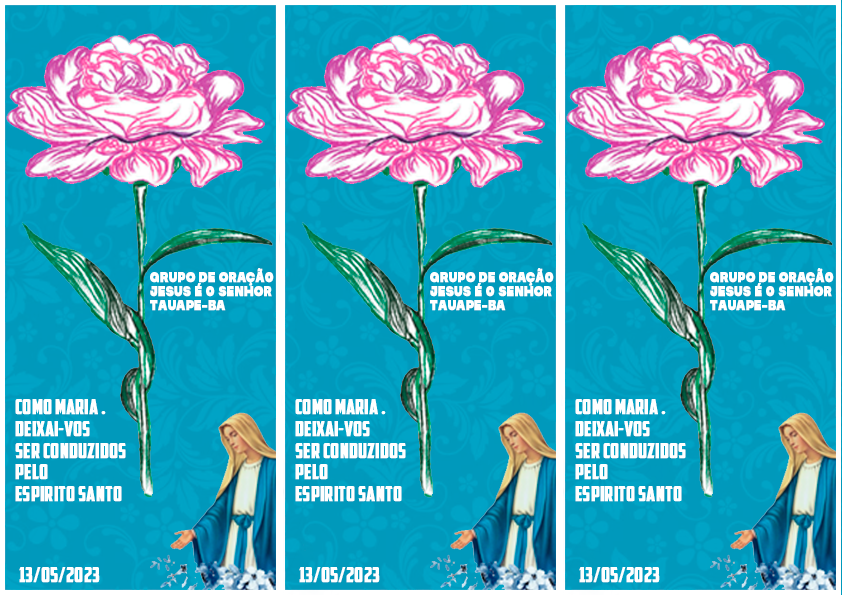 GRUPO DE ORAÇÃO
JESUS É O SENHOR
TAUAPE-BA
COMO MARIA .
DEIXAI-VOS
SER CONDUZIDOS
PELO
ESPIRITO SANTO
13/05/2023
GRUPO DE ORAÇÃO
JESUS É O SENHOR
TAUAPE-BA
COMO MARIA .
DEIXAI-VOS
SER CONDUZIDOS
PELO
ESPIRITO SANTO
13/05/2023
GRUPO DE ORAÇÃO
JESUS É O SENHOR
TAUAPE-BA
COMO MARIA .
DEIXAI-VOS
SER CONDUZIDOS
PELO
ESPIRITO SANTO
13/05/2023